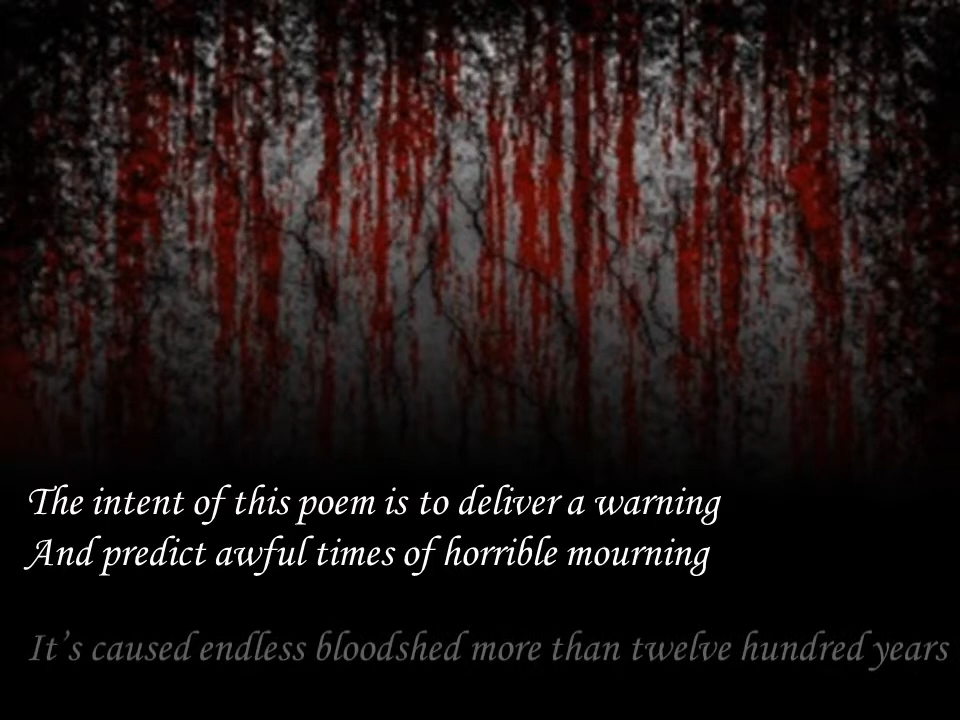 The intent of this poem is to deliver a warning
And predict awful times of horrible mourning
It’s caused endless bloodshed more than twelve hundred years